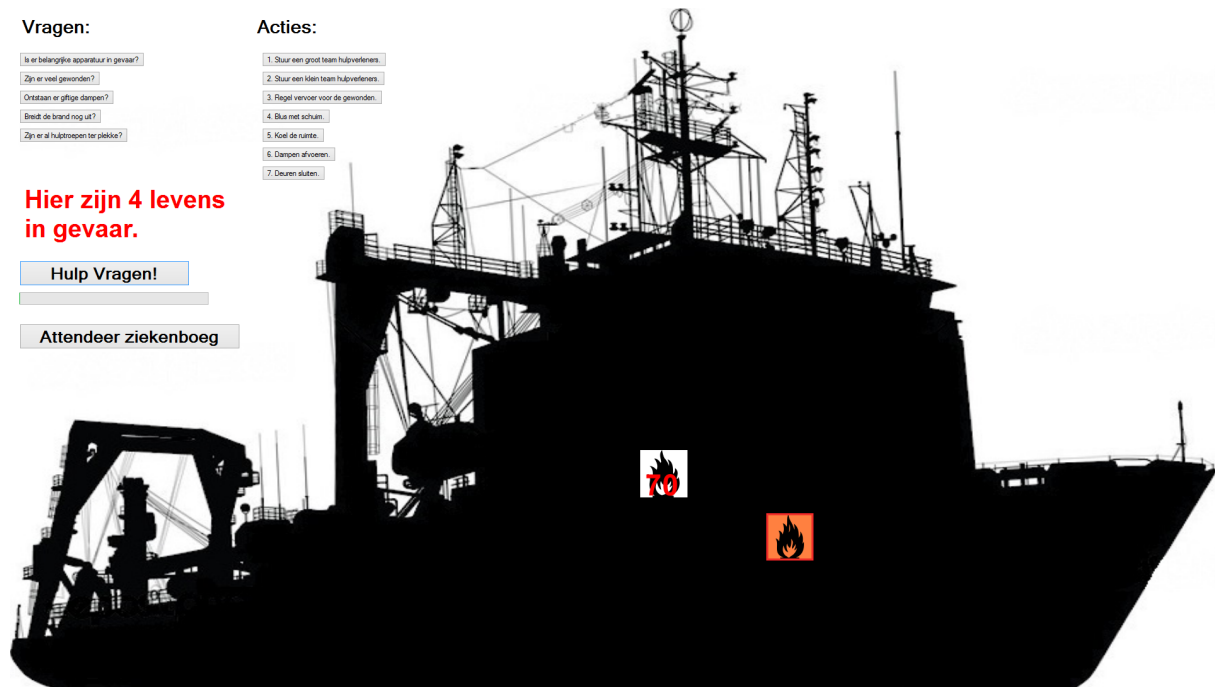 Vragen:
Is er belangrijke apparatuur in gevaar?
Zijn er veel gewonden?
Ontstaan er giftige dampen?
Breidt de brand nog uit?
Zijn er al hulptroepen ter plekke?
Acties:
1. Stuur een groot team hulpverleners.
2. Stuur een klein team hulpverleners.
3. Regel vervoer voor de gewonden.
4. Blus met schuim.
5. Koel de ruimte.
6. Dampen afvoeren.
7. Deuren sluiten.
Hier zijn 4 levens
in gevaar.
Hulp Vragen!
Attendeer ziekenboeg
70